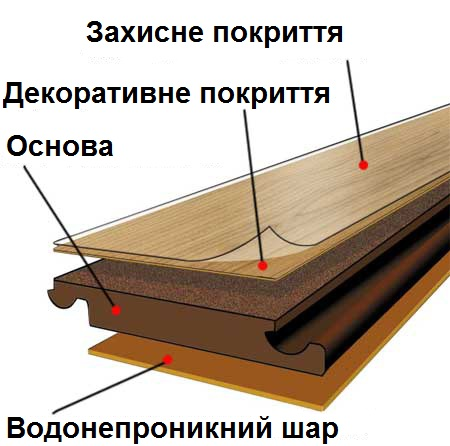 Захисне покриття
Декоративне покриття
Основа
Водонепроникний шар